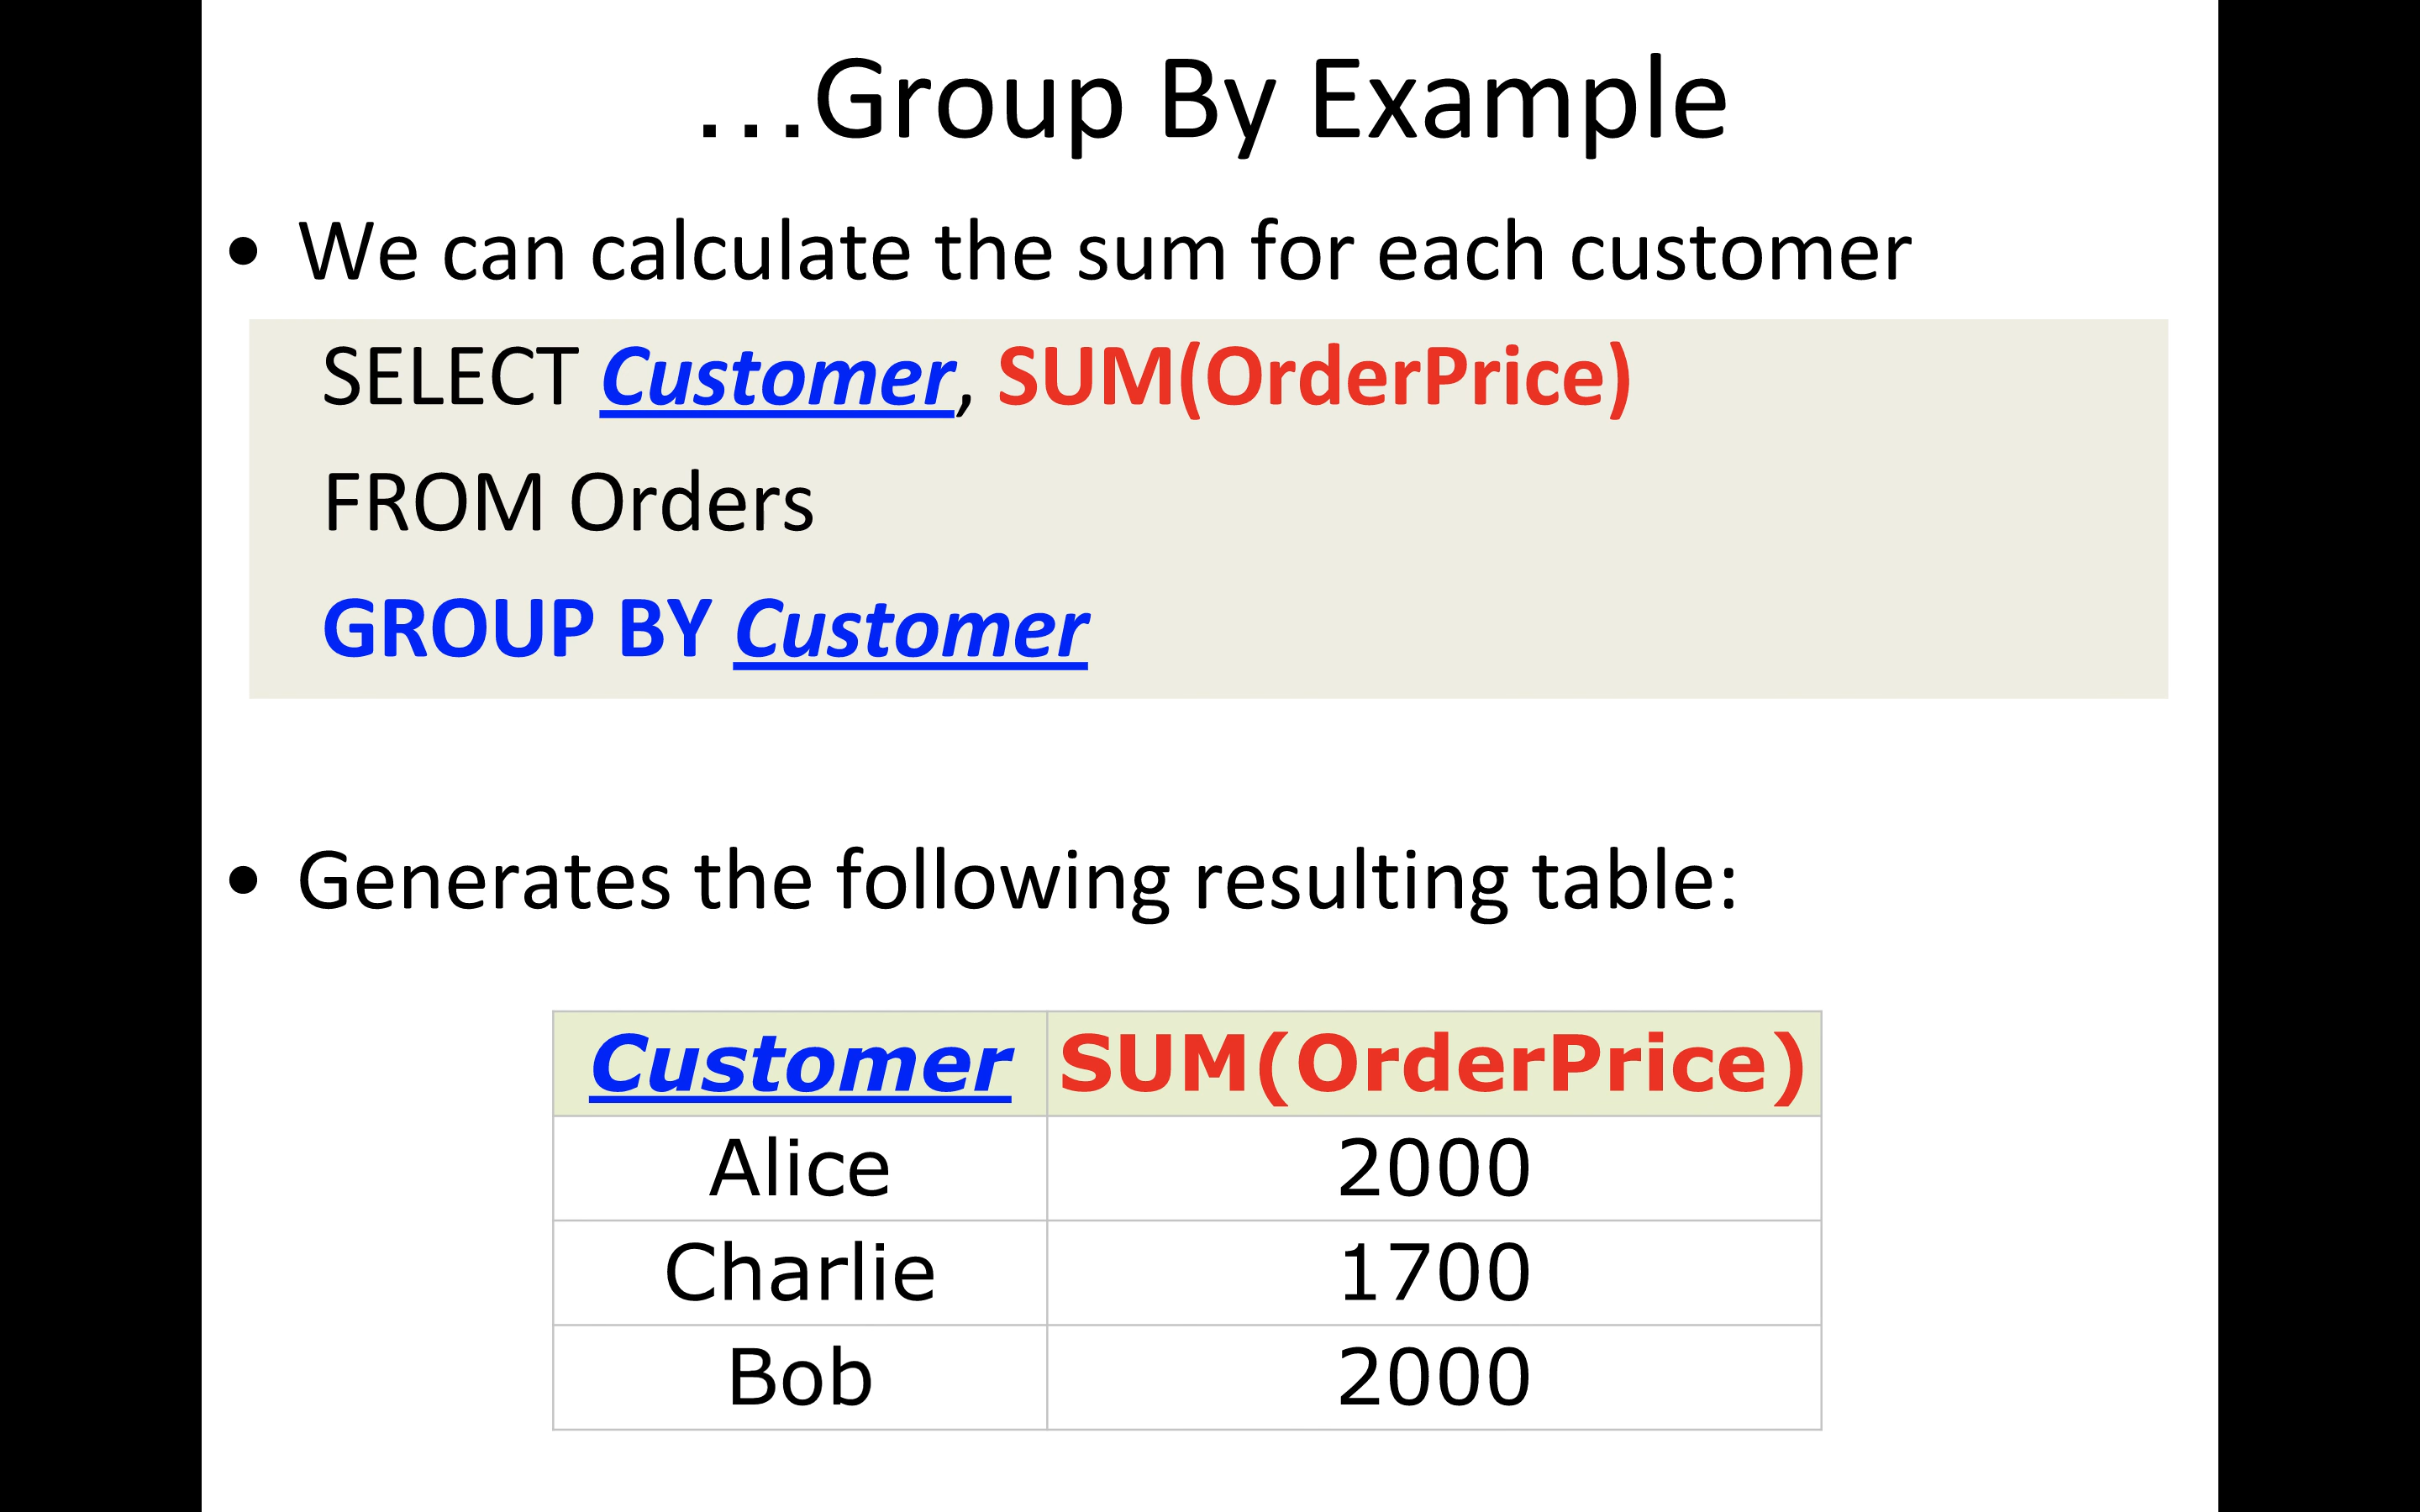 …Group By Example
• We can calculate the sum for each customer
SELECT Customer, SUM(OrderPrice)
FROM Orders
GROUP BY Customer
• Generates the following resulting table:
Customer SUM(OrderPrice)
Alice 2000
Charlie 1700
Bob 2000